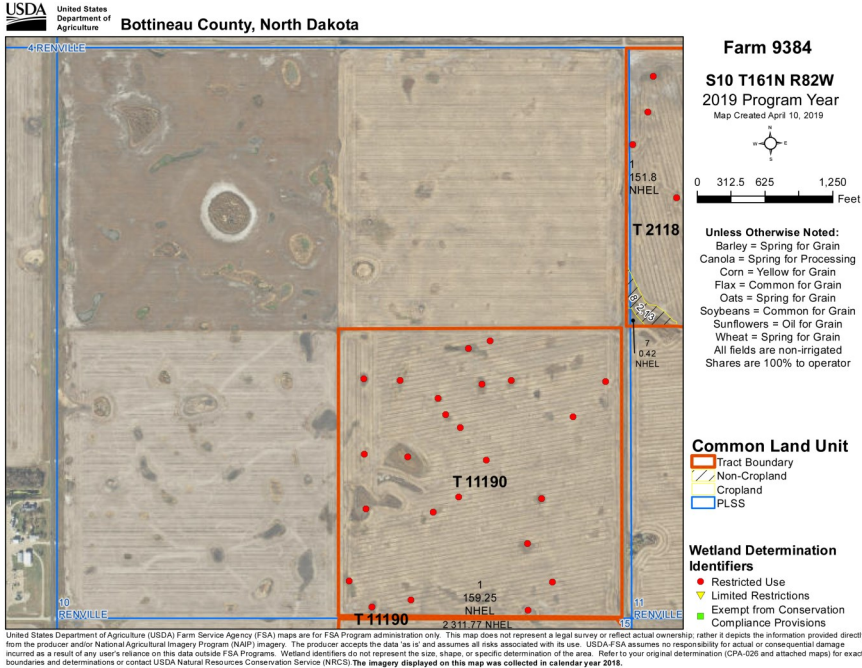 USDA
United States
Department of
Agriculture
Bottineau County, North Dakota
Farm 9384
S10 T161N R82W
2019 Program Year
Map Created April 10, 2019
N
W E
S
0 312.5 625 1,250
Feet
Unless Otherwise Noted:
Barley = Spring for Grain
Canola = Spring for Processing
Corn = Yellow for Grain
Flax = Common for Grain
Oats = Spring for Grain
Soybeans = Common for Grain
Sunflowers = Oil for Grain
Wheat = Spring for Grain
All fields are non-irrigated
Shares are 100% to operator
4 RENVILLE
1
151.8
NHEL
T 2118
8 2.13
7
0.42
NHEL
T 11190
1
159.25
NHEL
T 11190
2 311.77 NHEL
10
RENVILLE
15
11
RENVILLE
Common Land Unit
Tract Boundary
Non-Cropland
Cropland
PLSS
Wetland Determination
Identifiers
Restricted Use
Limited Restrictions
Exempt from Conservation
Compliance Provisions
United States Department of Agriculture (USDA) Farm Service Agency (FSA) maps are for FSA Program administration only. This map does not represent a legal survey or reflect actual ownership; rather it depicts the information provided directl
from the producer and/or National Agricultural Imagery Program (NAIP) imagery. The producer accepts the data 'as is' and assumes all risks associated with its use. USDA-FSA assumes no responsibility for actual or consequential damage
incurred as a result of any user's reliance on this data outside FSA Programs. Wetland identifiers do not represent the size, shape, or specific determination of the area. Refer to your original determination (CPA-026 and attached maps) for exa
boundaries and determinations or contact USDA Natural Resources Conservation Service (NRCS). The imagery displayed on this map was collected in calendar year 2018.